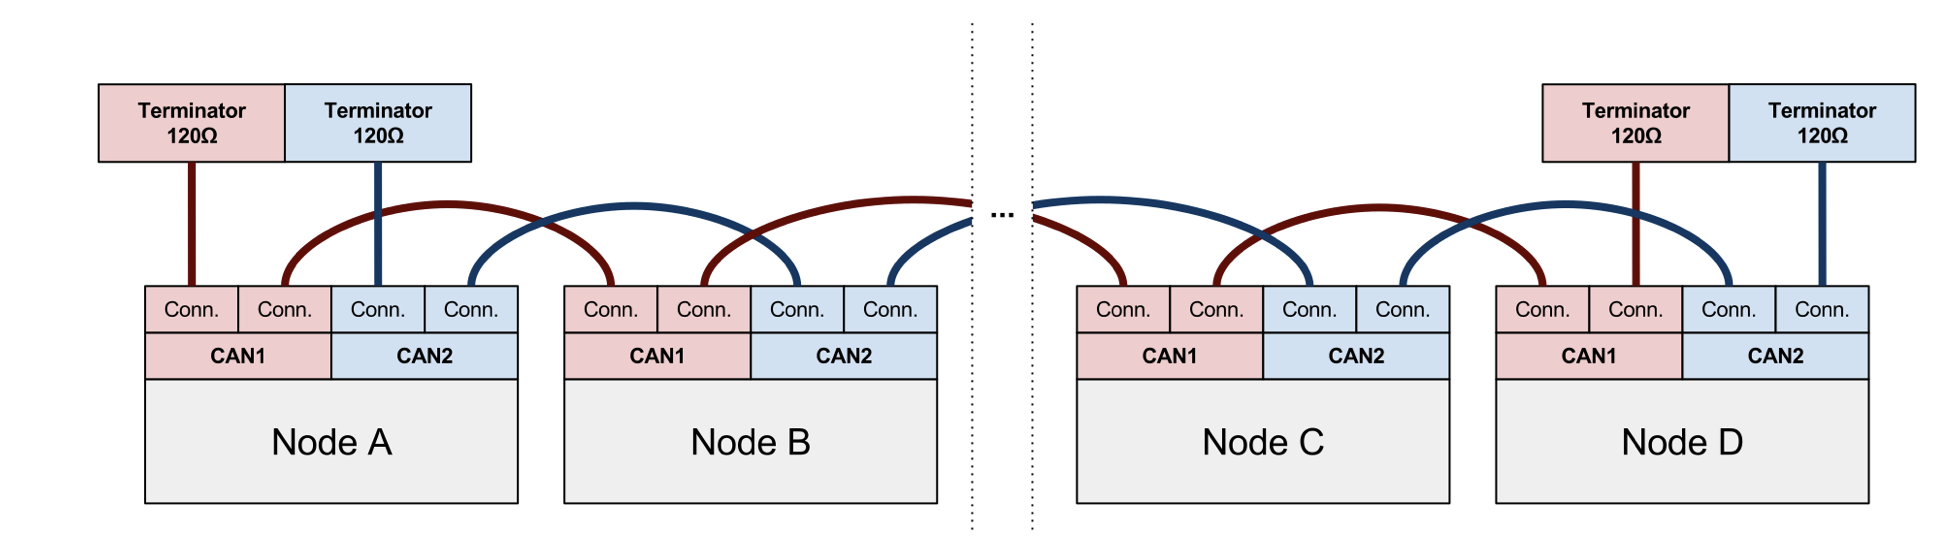 Terminator
120Ω
Terminator
120Ω
Terminator
120Ω
Terminator
120Ω
...
Conn. Conn. Conn. Conn.
CAN1 CAN2
Node A
Conn. Conn. Conn. Conn.
CAN1 CAN2
Node B
Conn. Conn. Conn. Conn.
CAN1 CAN2
Node C
Conn. Conn. Conn. Conn.
CAN1 CAN2
Node D